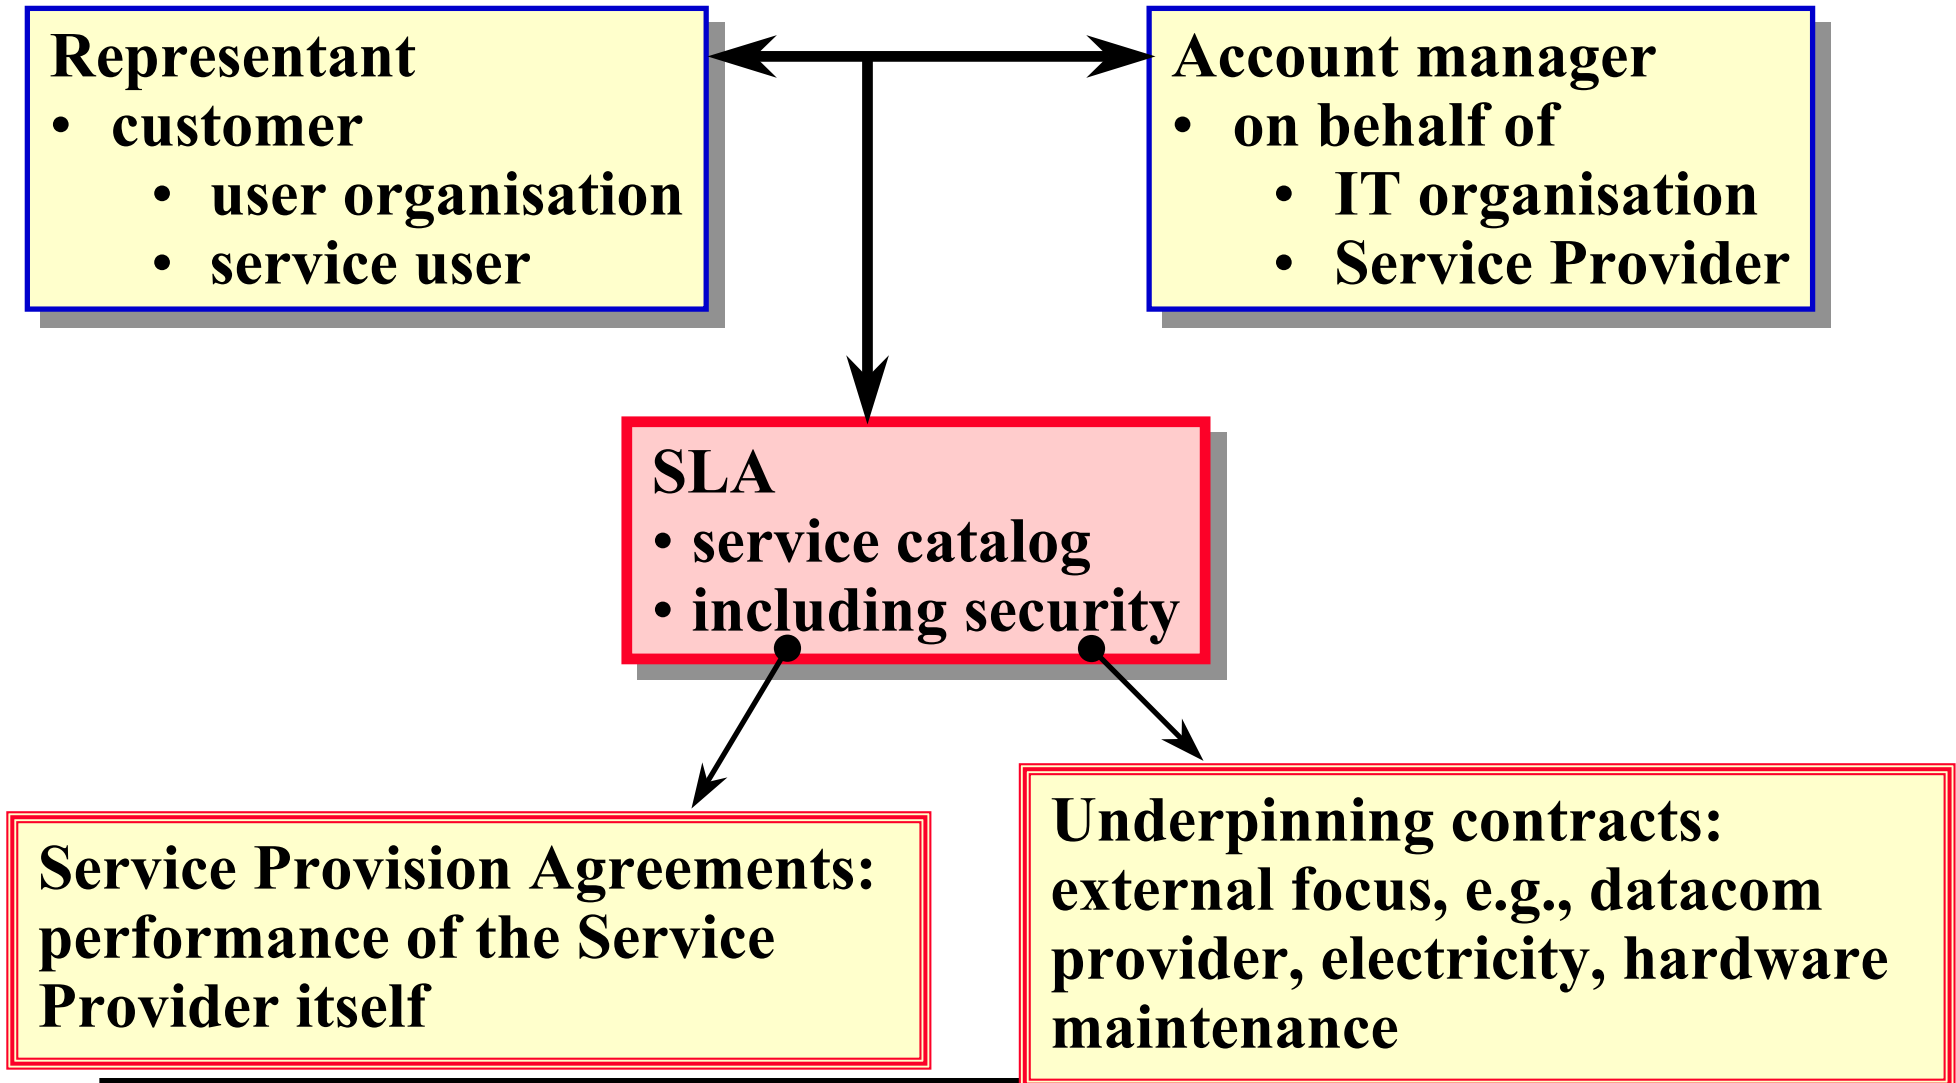 Representant
• customer
• user organisation
• service user
Account manager
• on behalf of
• IT organisation
• Service Provider
SLA
• service catalog
• including security
Service Provision Agreements:
performance of the Service
Provider itself
Underpinning contracts:
external focus, e.g., datacom
provider, electricity, hardware
maintenance